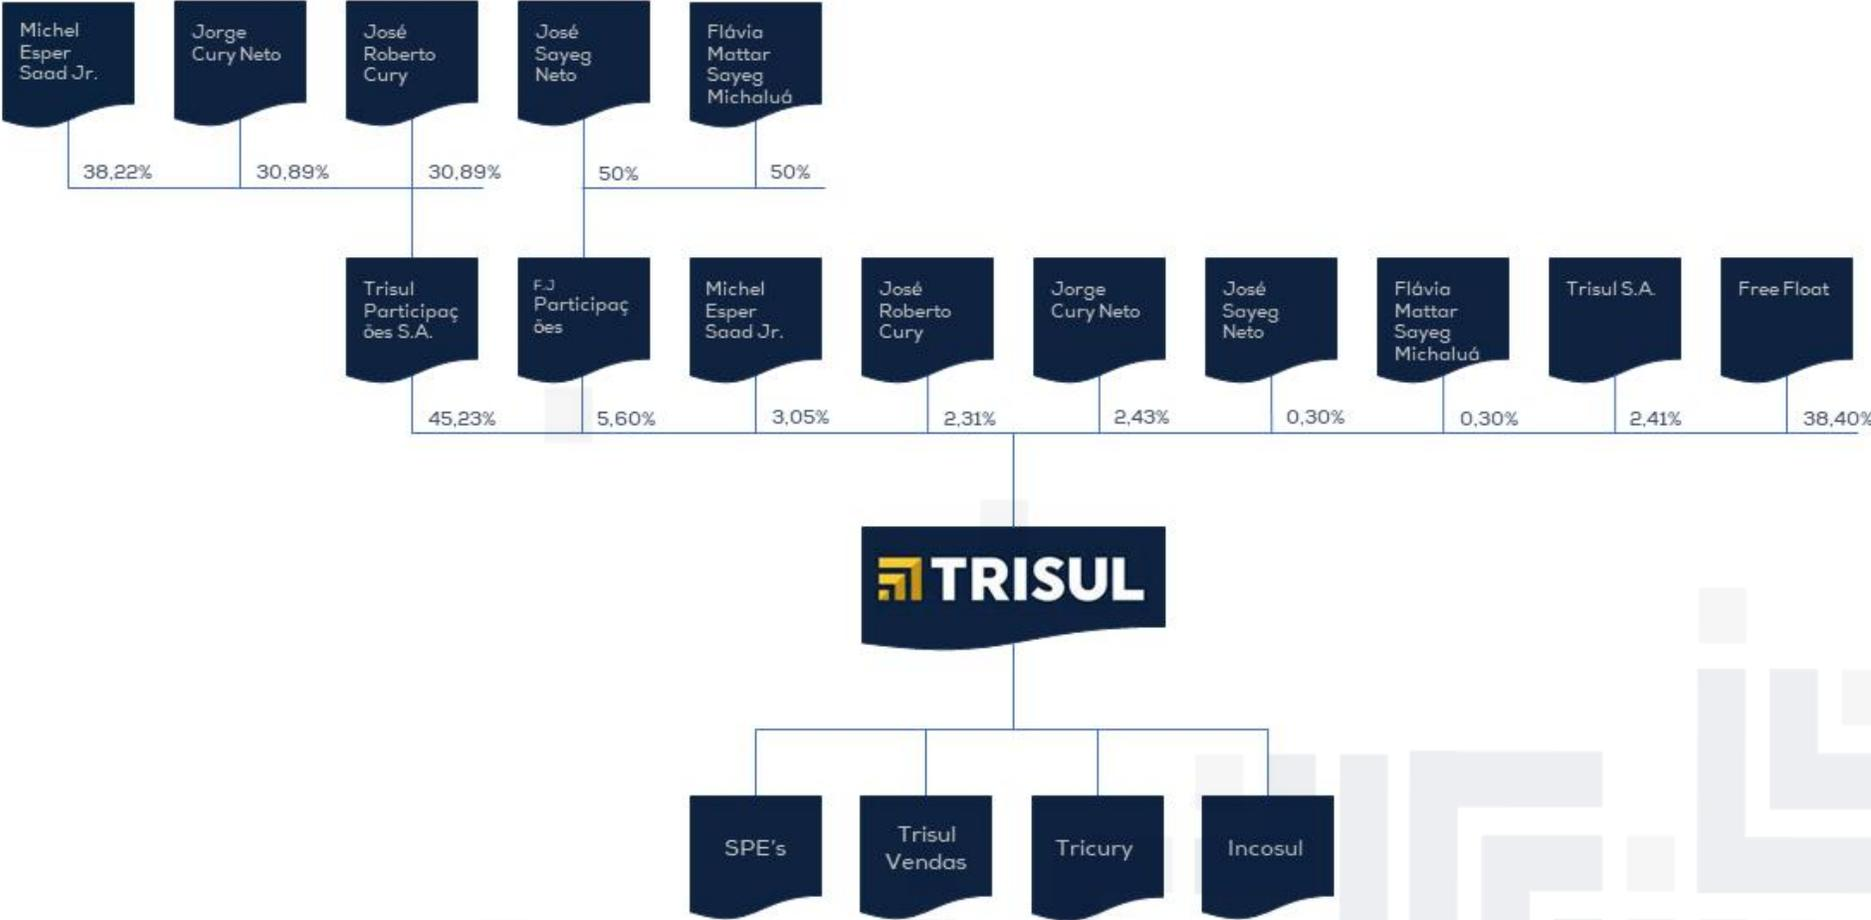 Michel
Esper
Saad Jr.
Jorge
Cury Neto
José
Roberto
Cury
José
Sayeg
Neto
Flávia
Mattar
Sayeg
Michaluá
38,22%
30,89%
30,89%
50%
50%
Trisul
Participaç
ões S.A.
F.J
Participaç
ões
Michel
Esper
Saad Jr.
José
Roberto
Cury
Jorge
Cury Neto
José
Sayeg
Neto
Flávia
Mattar
Sayeg
Michaluá
Trisul S.A.
Free Float
45,23%
5,60%
3,05%
2,31%
2,43%
0,30%
0,30%
2,41%
38,40%
TRISUL
SPE's
Trisul
Vendas
Tricury
Incosul